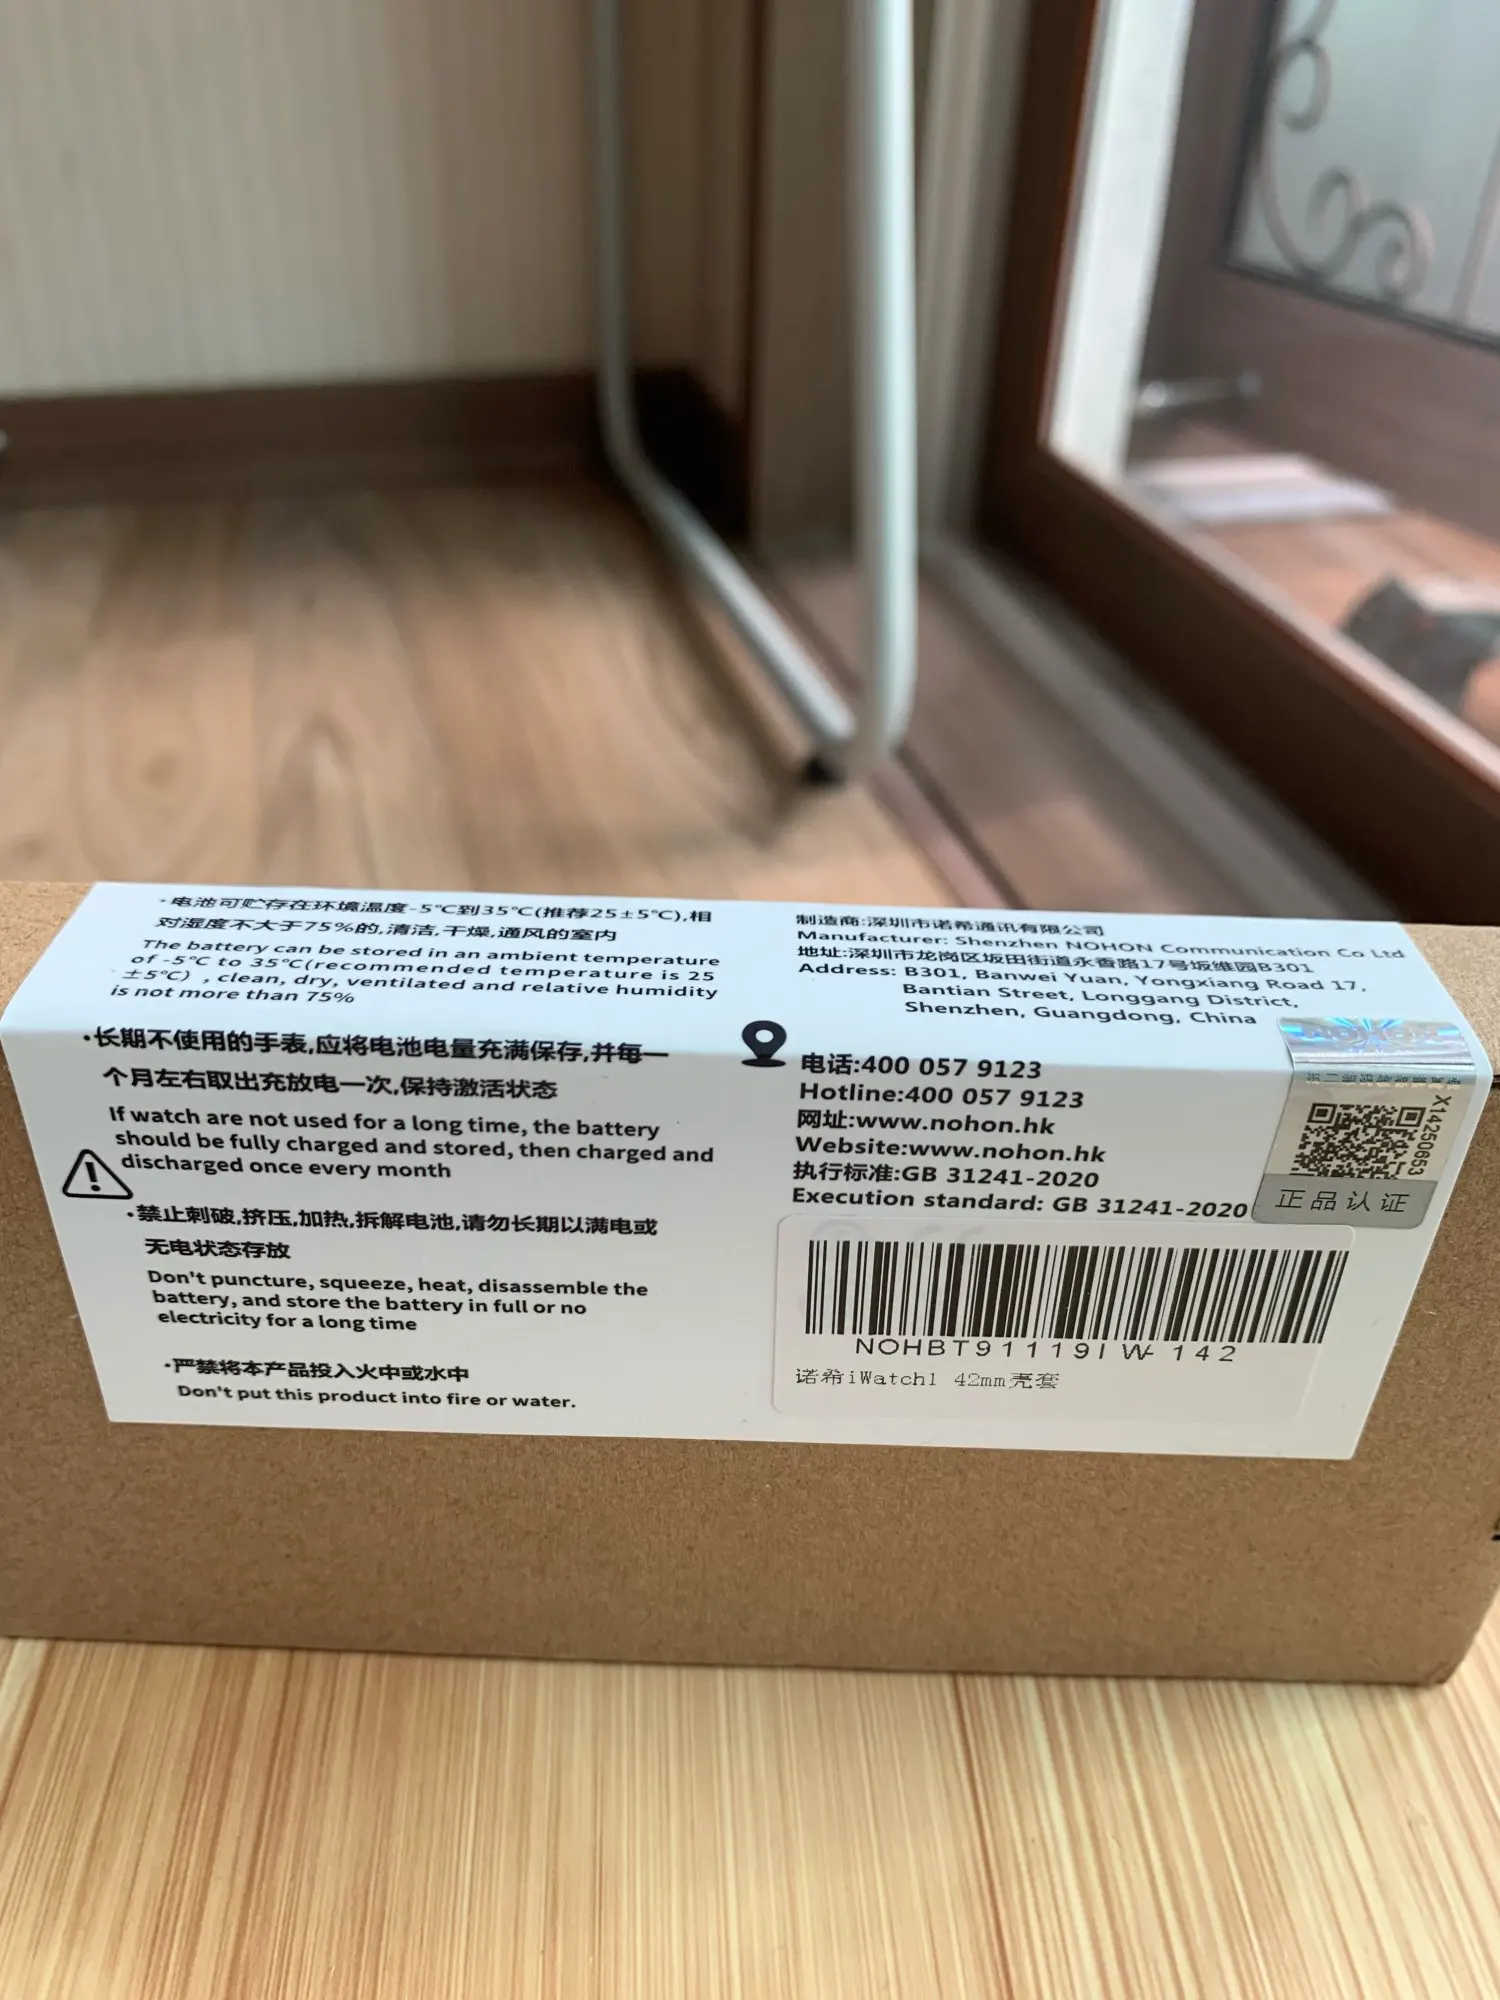 ·电池可贮存在环境温度-5℃到35℃(推荐25±5℃),相
对湿度不大于75%的,清洁,干燥,通风的室内
The battery can be stored in an ambient temperature
of -5℃ to 35℃(recommended temperature is 25
±5℃) , clean, dry, ventilated and relative humidity
is not more than 75%
·长期不使用的手表,应将电池电量充满保存,并每一
个月左右取出充放电一次,保持激活状态
If watch are not used for a long time, the battery
should be fully charged and stored, then charged and
discharged once every month
·禁止刺破,挤压,加热,拆解电池,请勿长期以满电或
无电状态存放
Don't puncture, squeeze, heat, disassemble the
battery, and store the battery in full or no
electricity for a long time
·严禁将本产品投入火中或水中
Don't put this product into fire or water.
制造商:深圳市诺希通讯有限公司
Manufacturer: Shenzhen NOHON Communication Co Ltd
地址:深圳市龙岗区坂田街道永香路17号坂维园B301
Address: B301, Banwei Yuan, Yongxiang Road 17,
Bantian Street, Longgang District,
Shenzhen, Guangdong, China
电话:400 057 9123
Hotline:400 057 9123
网址:www.nohon.hk
Website:www.nohon.hk
执行标准:GB 31241-2020
Execution standard: GB 31241-2020
NOHON
X14250653
正品认证
NOHBT91119IW-142
诺希iWatch1 42mm壳套